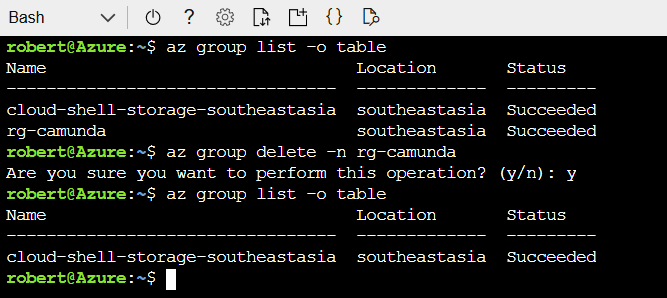 Bash
? {}
robert@Azure:~$ az group list -o table
Name                               Location       Status
---------------------------------  -------------  ---------
cloud-shell-storage-southeastasia  southeastasia  Succeeded
rg-camunda                         southeastasia  Succeeded
robert@Azure:~$ az group delete -n rg-camunda
Are you sure you want to perform this operation? (y/n): y
robert@Azure:~$ az group list -o table
Name                               Location       Status
---------------------------------  -------------  ---------
cloud-shell-storage-southeastasia  southeastasia  Succeeded
robert@Azure:~$